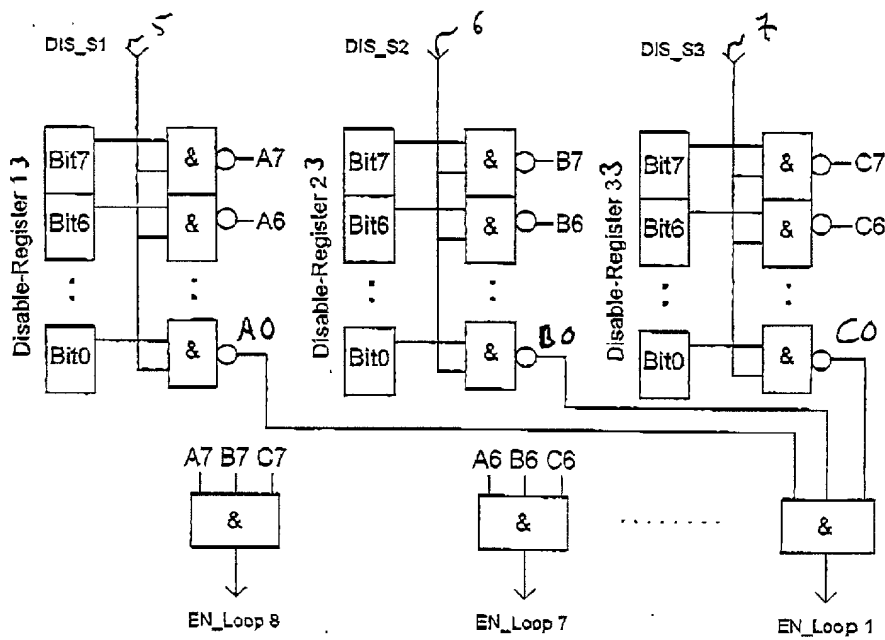 DIS_S1 5 DIS_S2 6 DIS_S3 7
Disable-Register 1 3
Bit7 & A7
Bit6 & A6
Bit0 & A0
Disable-Register 2 3
Bit7 & B7
Bit6 & B6
Bit0 & B0
Disable-Register 3 3
Bit7 & C7
Bit6 & C6
Bit0 & C0
A7 B7 C7
&
EN_Loop 8
A6 B6 C6
&
EN_Loop 7
&
EN_Loop 1